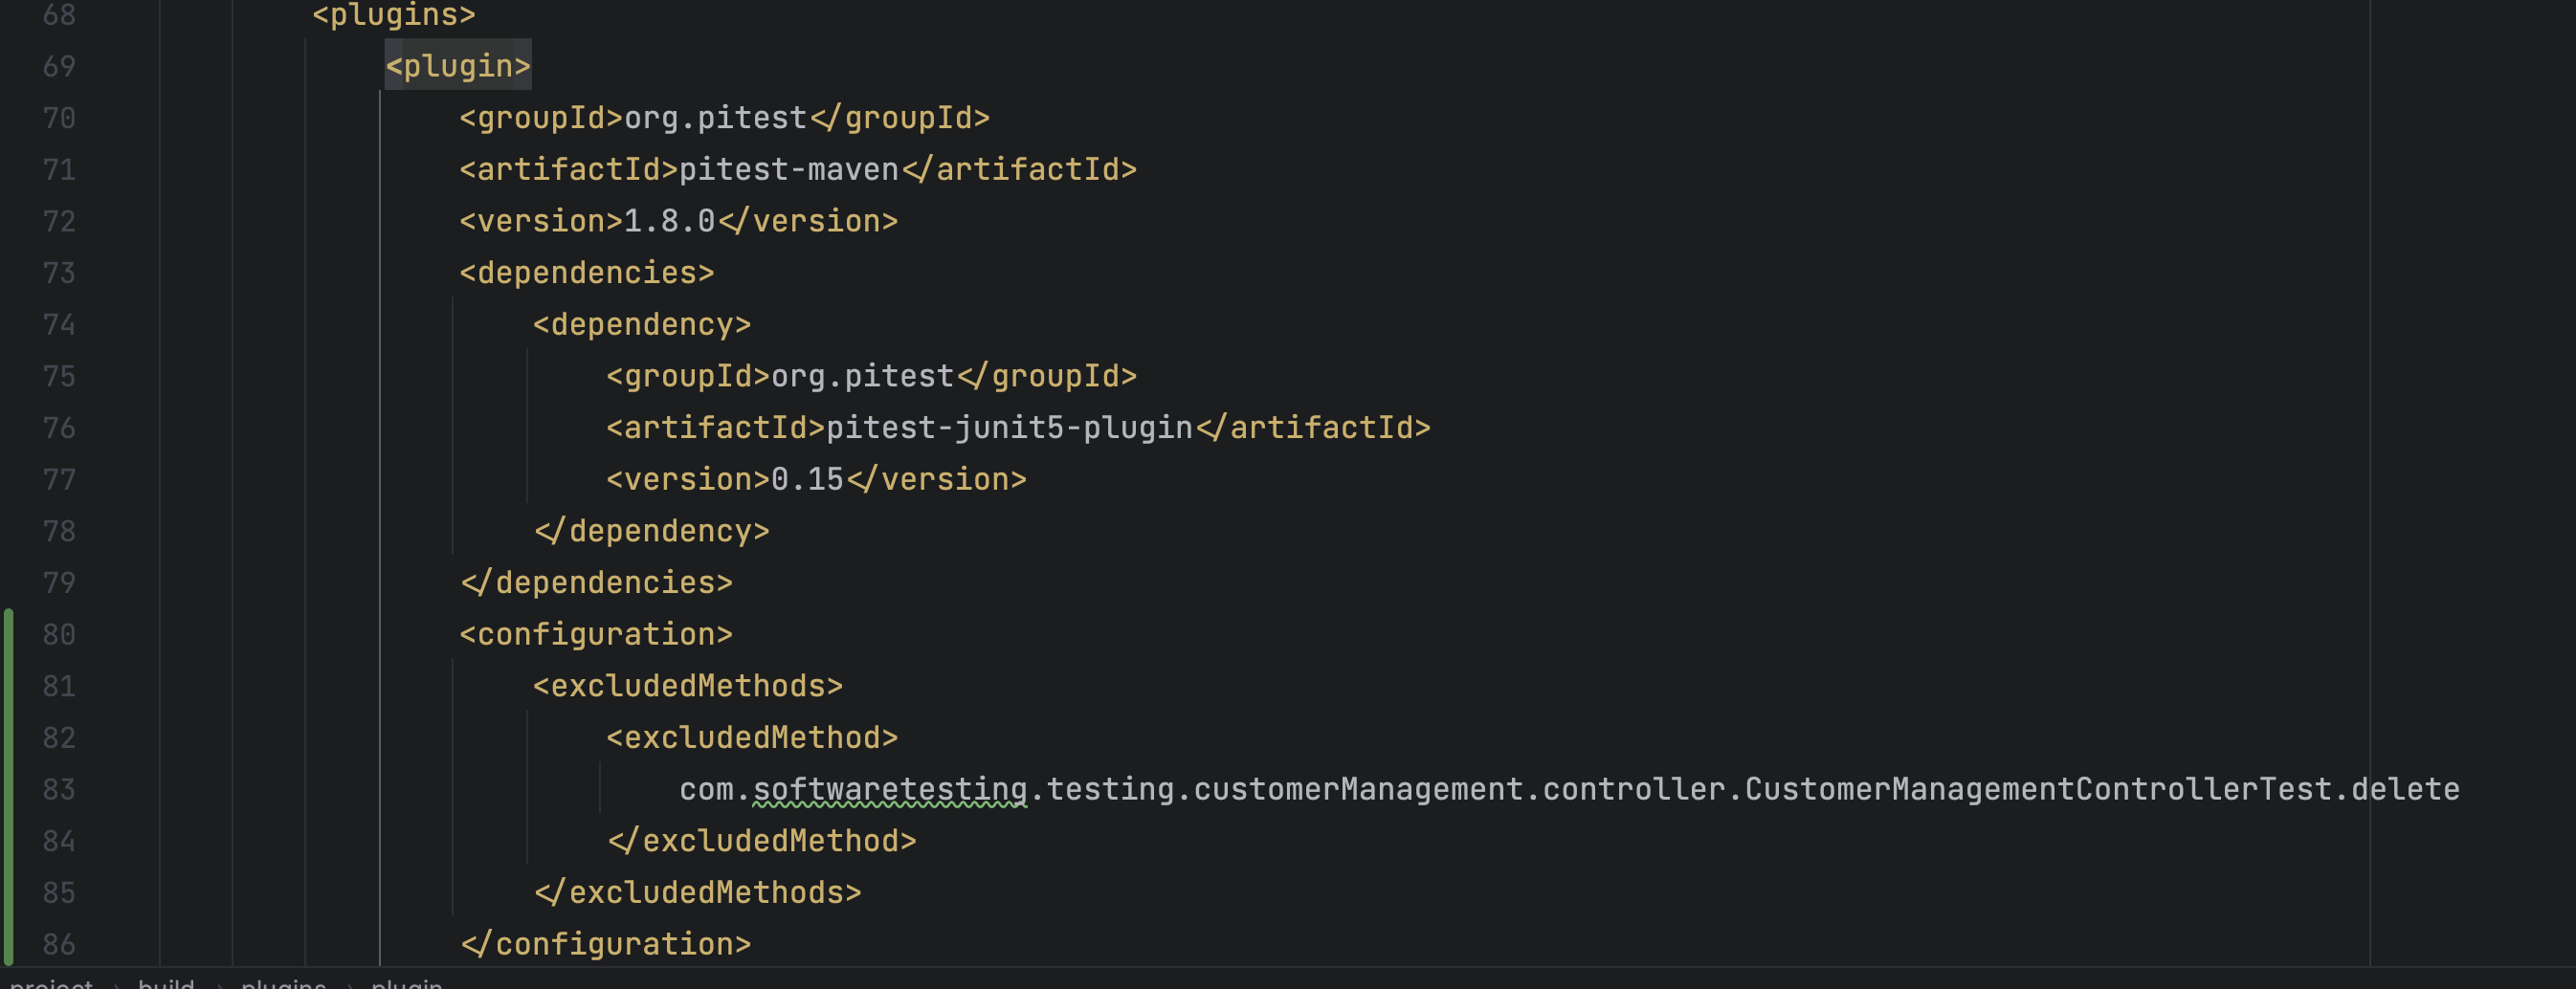 68 <plugins>
69 <plugin>
70 <groupId>org.pitest</groupId>
71 <artifactId>pitest-maven</artifactId>
72 <version>1.8.0</version>
73 <dependencies>
74 <dependency>
75 <groupId>org.pitest</groupId>
76 <artifactId>pitest-junit5-plugin</artifactId>
77 <version>0.15</version>
78 </dependency>
79 </dependencies>
80 <configuration>
81 <excludedMethods>
82 <excludedMethod>
83 com.softwaretesting.testing.customerManagement.controller.CustomerManagementControllerTest.delete
84 </excludedMethod>
85 </excludedMethods>
86 </configuration>
project › build › plugins › plugin